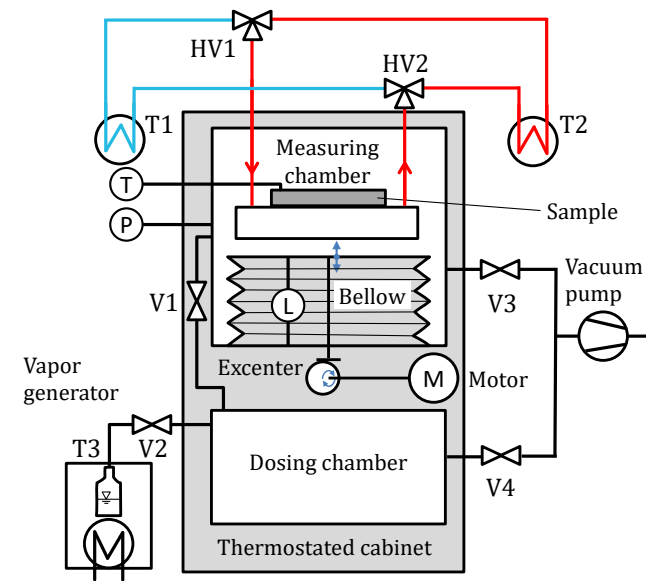 HV1
HV2
T1
T2
Measuring
chamber
T
Sample
P
Vacuum
pump
V1
L
Bellow
V3
Excenter
M
Motor
Vapor
generator
T3
V2
Dosing chamber
V4
Thermostated cabinet